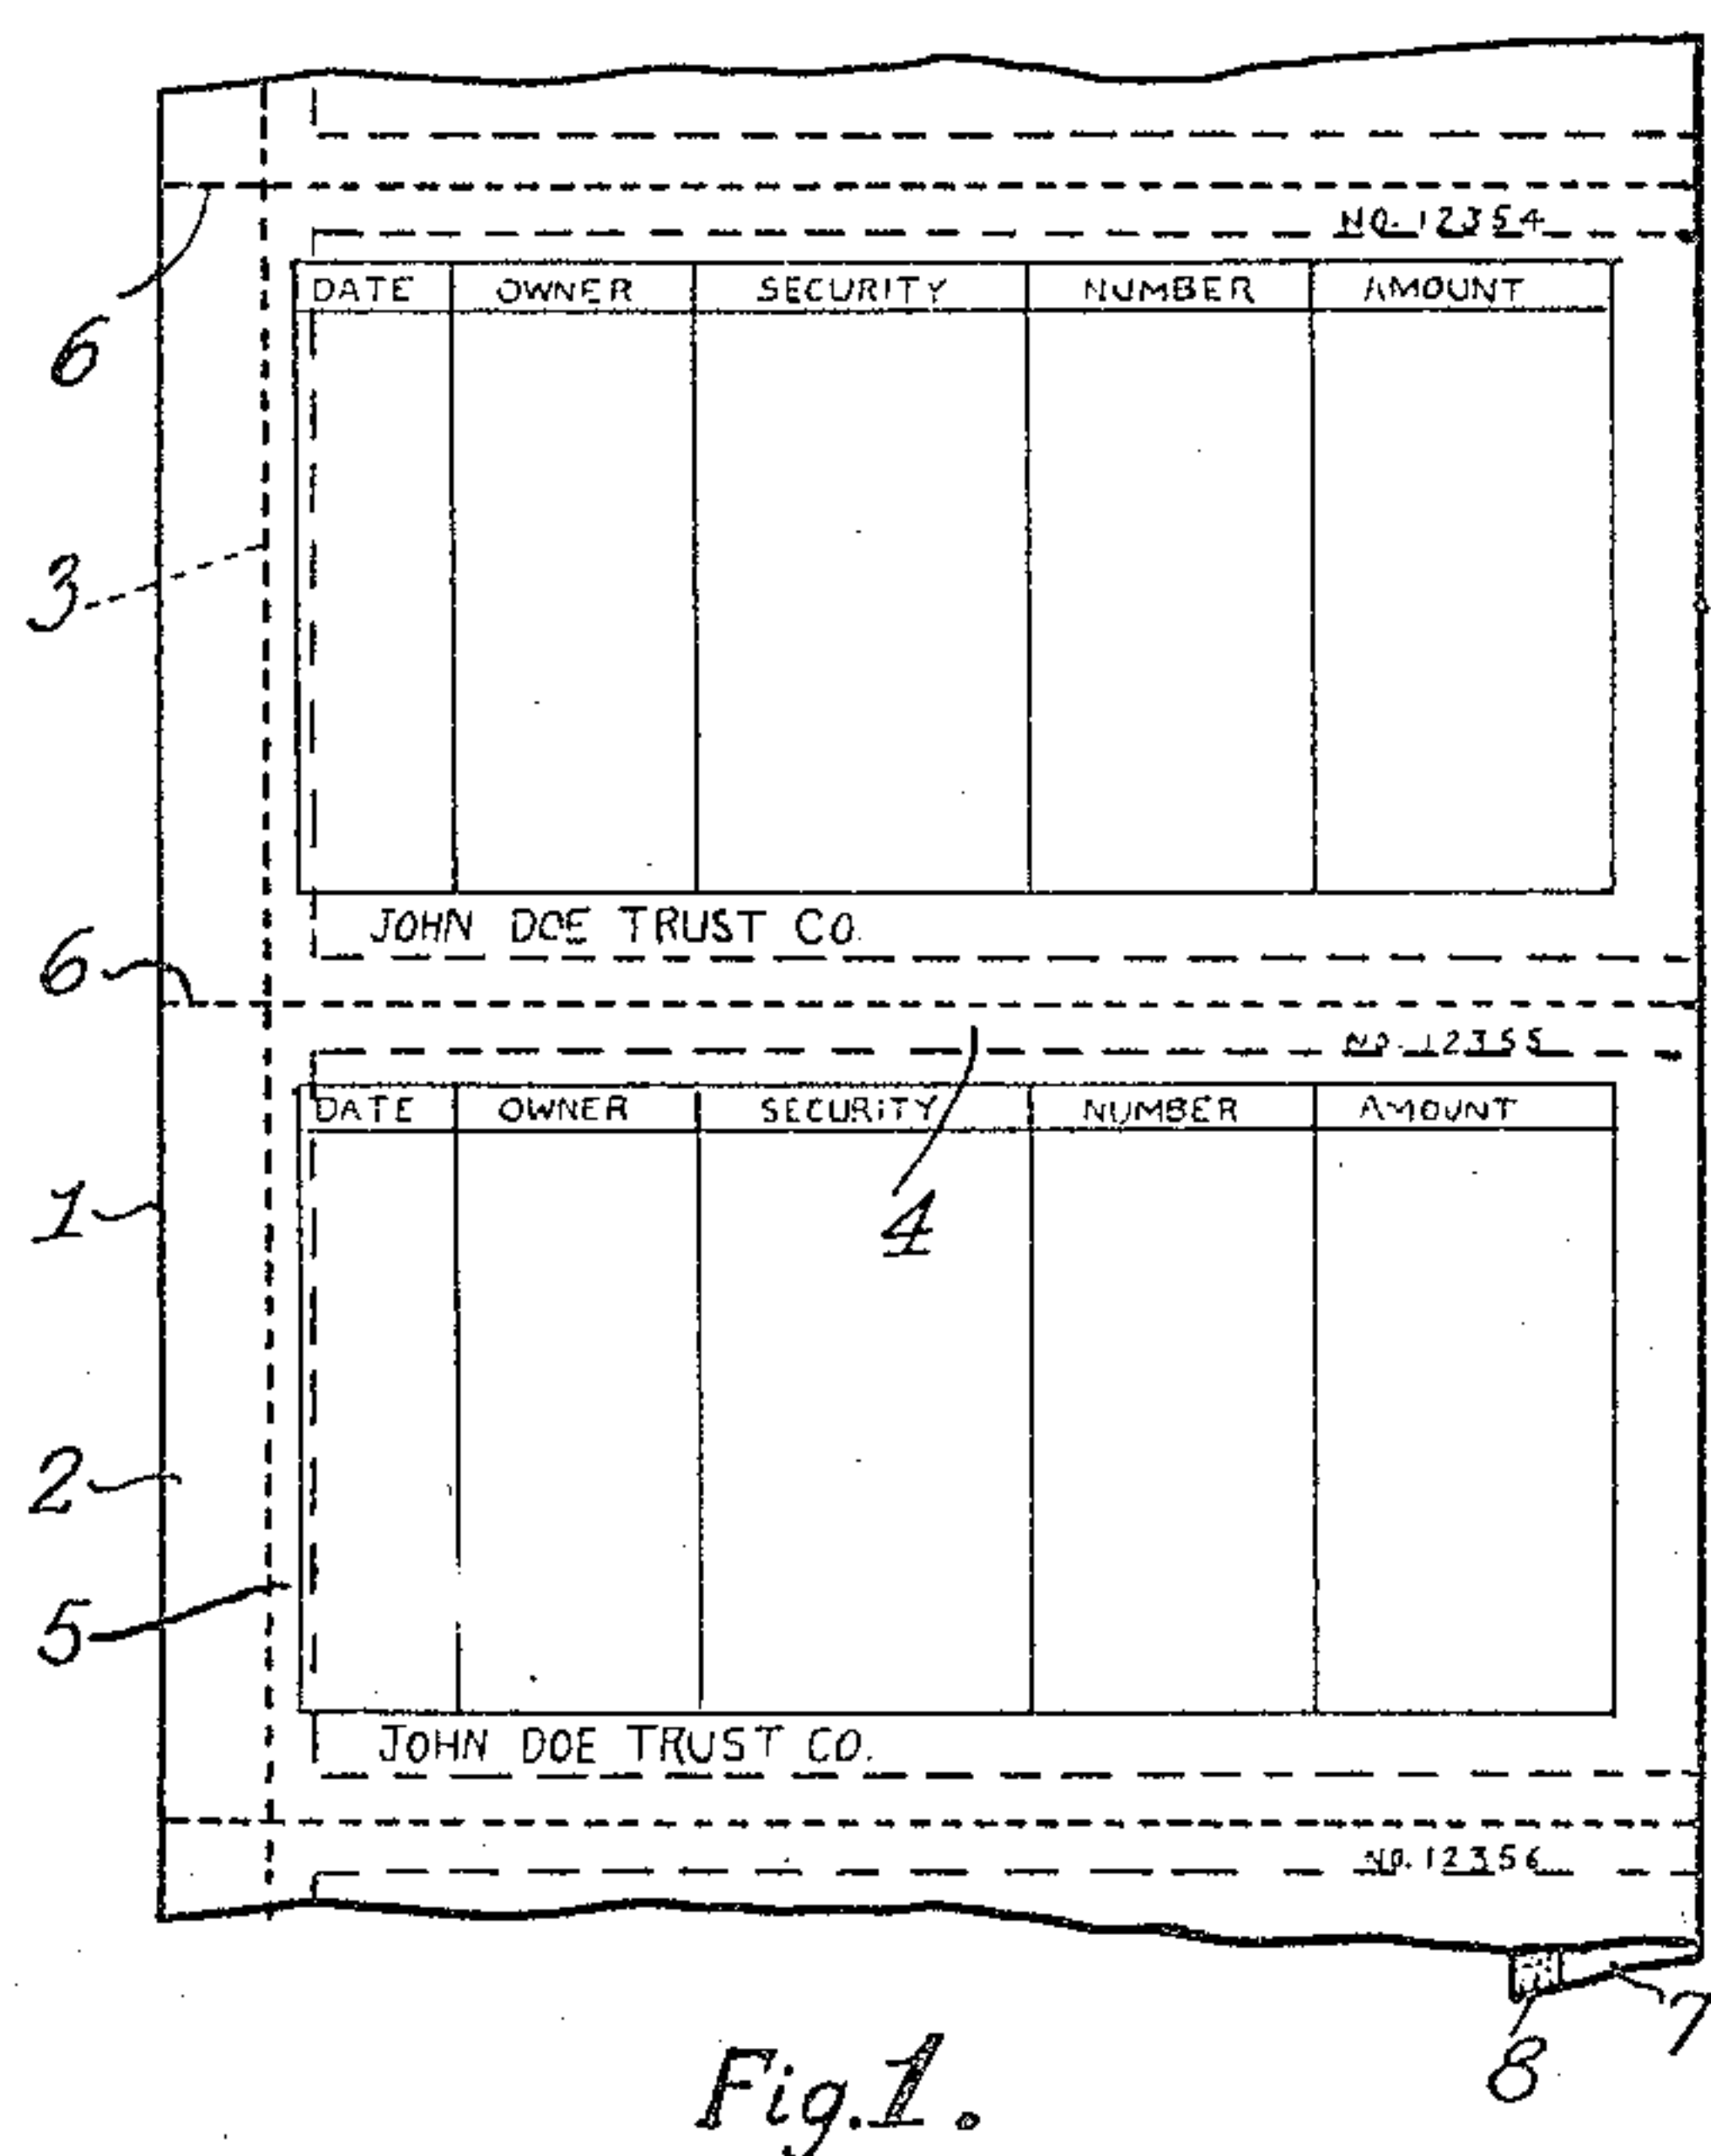 NO. 12354
DATE OWNER SECURITY NUMBER AMOUNT
6
3
JOHN DOE TRUST CO.
6
NO. 12355
DATE OWNER SECURITY NUMBER AMOUNT
1
4
2
5
JOHN DOE TRUST CO.
NO. 12356
7
8
Fig.1.